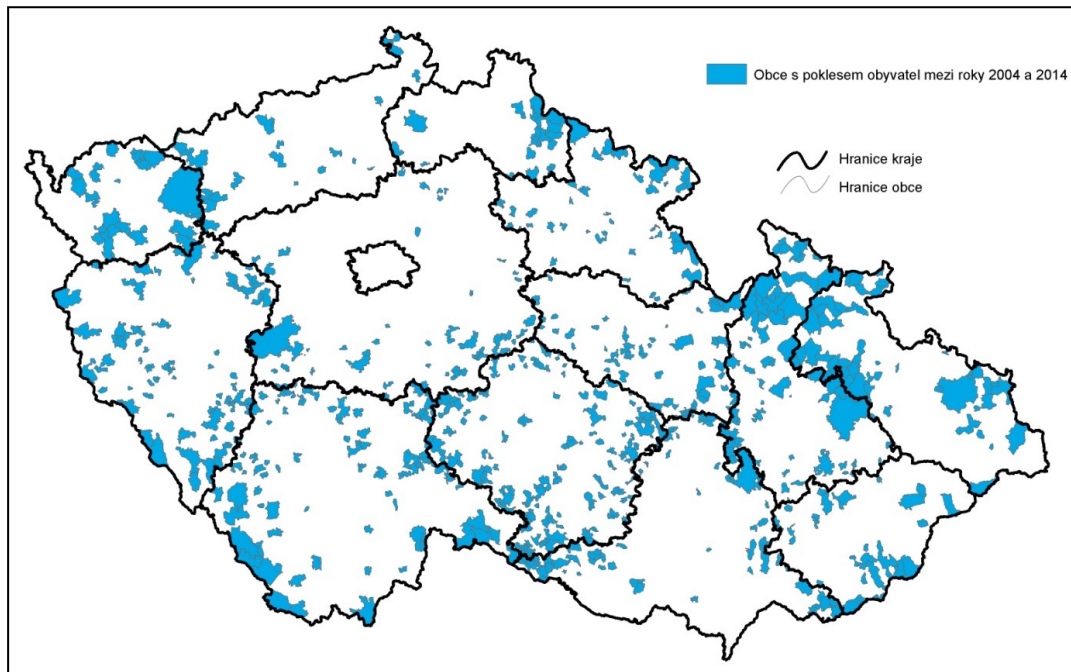 Obce s poklesem obyvatel mezi roky 2004 a 2014
Hranice kraje
Hranice obce